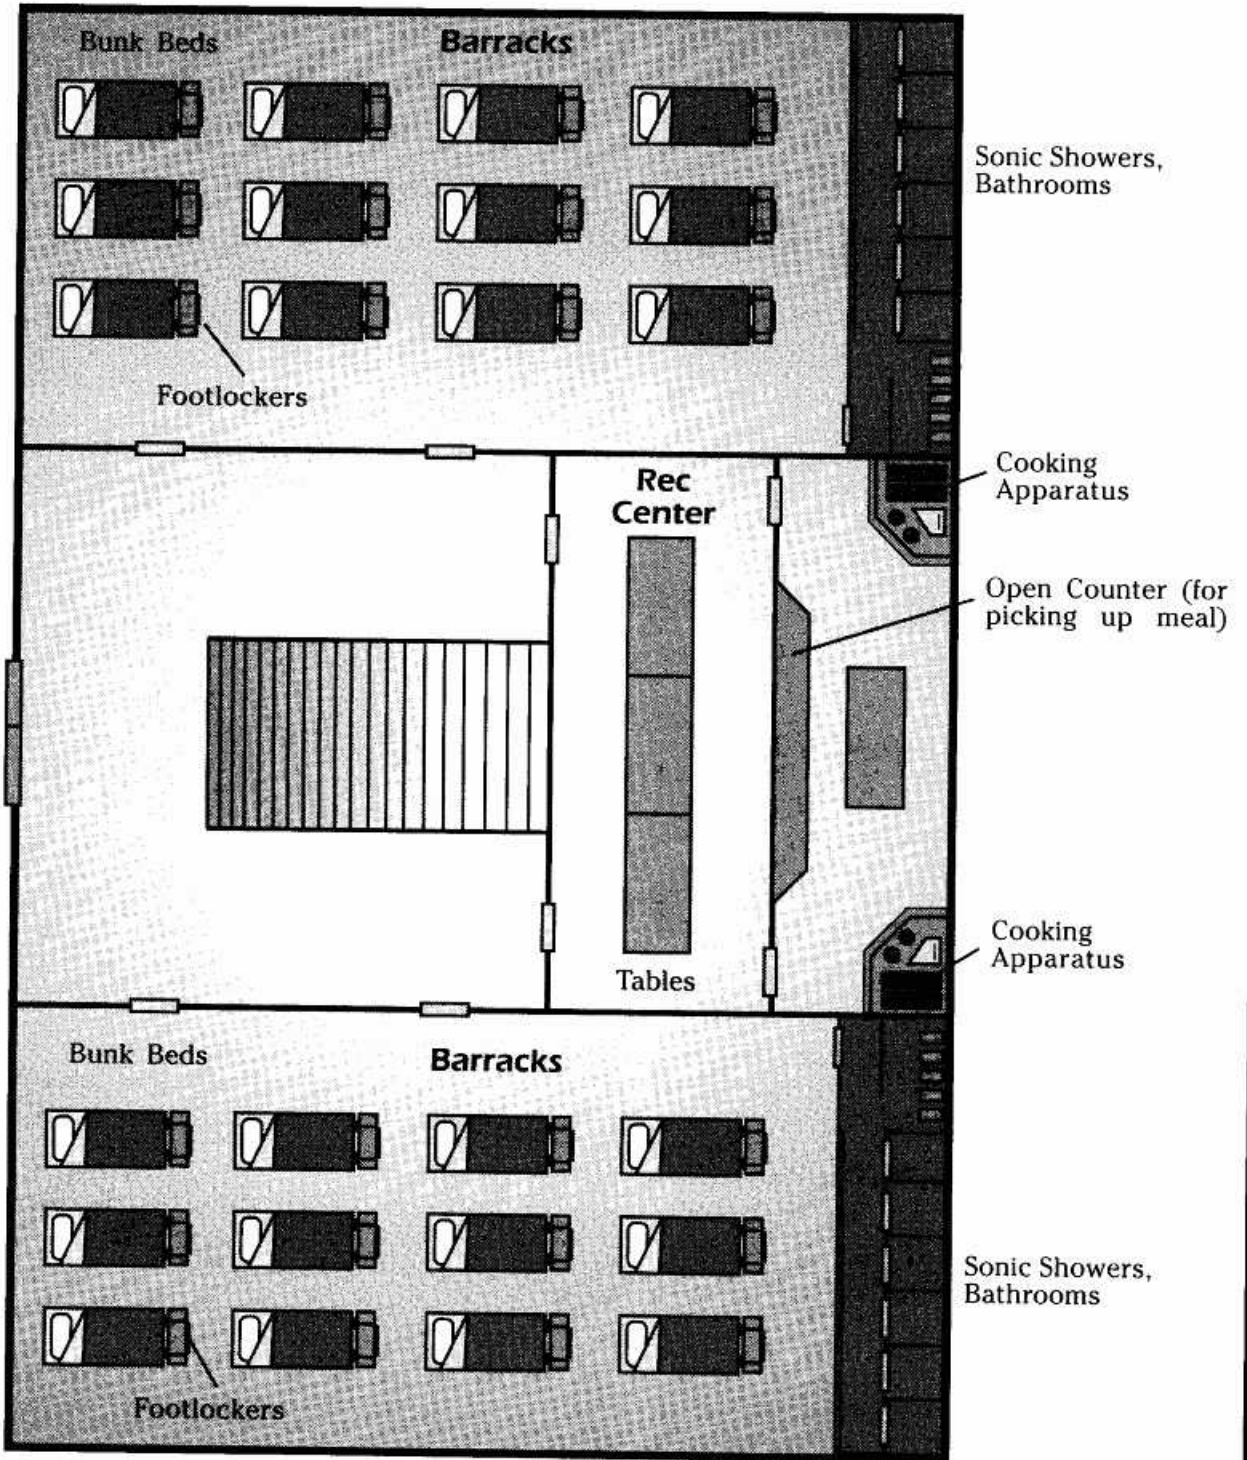 Bunk Beds
Barracks
Sonic Showers,
Bathrooms
Footlockers
Cooking
Apparatus
Rec
Center
Open Counter (for
picking up meal)
Cooking
Apparatus
Tables
Bunk Beds
Barracks
Sonic Showers,
Bathrooms
Footlockers